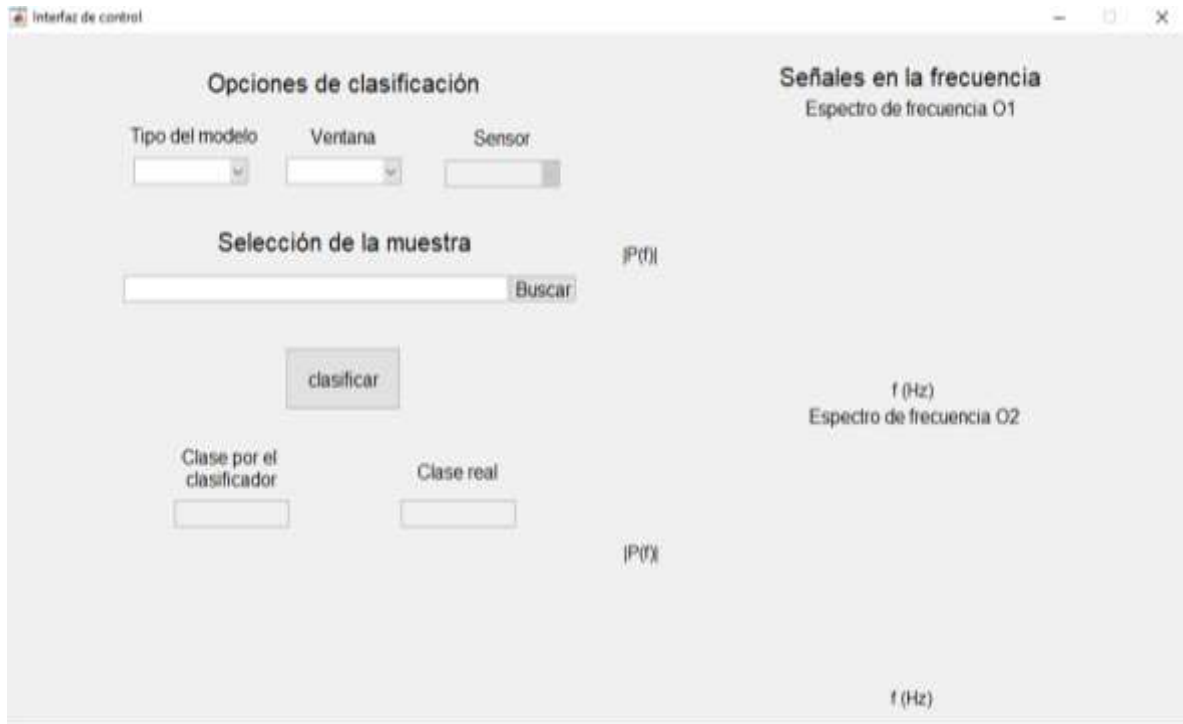 Interfaz de control
Opciones de clasificación
Tipo del modelo
Ventana
Sensor
Selección de la muestra
Buscar
clasificar
Clase por el
clasificador
Clase real
Señales en la frecuencia
Espectro de frecuencia O1
|P(f)|
f (Hz)
Espectro de frecuencia O2
|P(f)|
f (Hz)